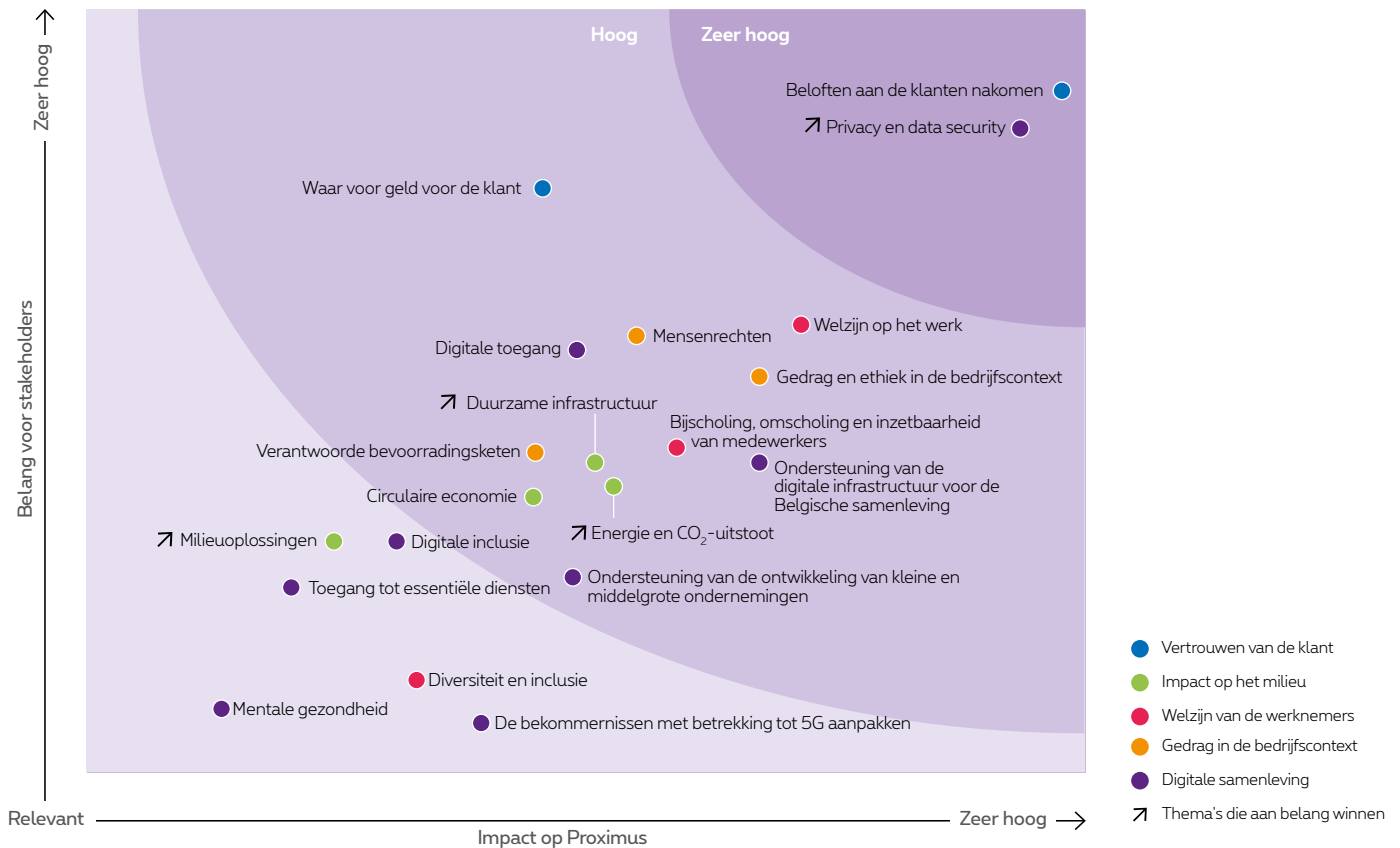 Zeer hoog
Belang voor stakeholders
Hoog
Zeer hoog
Beloften aan de klanten nakomen
Privacy en data security
Waar voor geld voor de klant
Welzijn op het werk
Mensenrechten
Digitale toegang
Gedrag en ethiek in de bedrijfscontext
Duurzame infrastructuur
Bijscholing, omscholing en inzetbaarheid
van medewerkers
Verantwoorde bevoorradingsketen
Ondersteuning van de
digitale infrastructuur voor de
Belgische samenleving
Circulaire economie
Energie en CO₂-uitstoot
Milieuoplossingen
Digitale inclusie
Toegang tot essentiële diensten
Ondersteuning van de ontwikkeling van kleine en
middelgrote ondernemingen
Diversiteit en inclusie
Mentale gezondheid
De bekommernissen met betrekking tot 5G aanpakken
Relevant
Zeer hoog
Impact op Proximus
Vertrouwen van de klant
Impact op het milieu
Welzijn van de werknemers
Gedrag in de bedrijfscontext
Digitale samenleving
Thema's die aan belang winnen